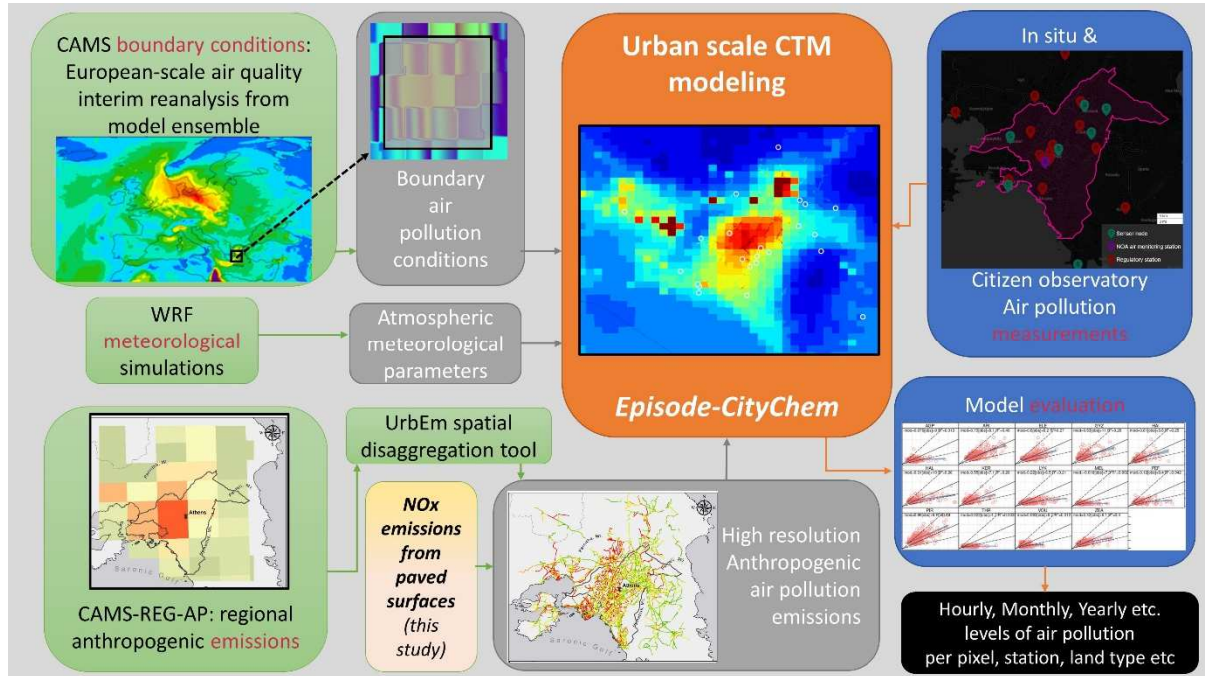 CAMS boundary conditions:
European-scale air quality
interim reanalysis from
model ensemble
Boundary
air
pollution
conditions
Urban scale CTM
modeling
Episode-CityChem
In situ &
Sensor node
NOA air monitoring station
Regulatory station
Citizen observatory
Air pollution
measurements
WRF
meteorological
simulations
Atmospheric
meteorological
parameters
Athens
Saronic Gulf
CAMS-REG-AP: regional
anthropogenic emissions
UrbEm spatial
disaggregation tool
NOx
emissions
from
paved
surfaces
(this
study)
Athens
Saronic Gulf
High resolution
Anthropogenic
air pollution
emissions
Model evaluation
Hourly, Monthly, Yearly etc.
levels of air pollution
per pixel, station, land type etc